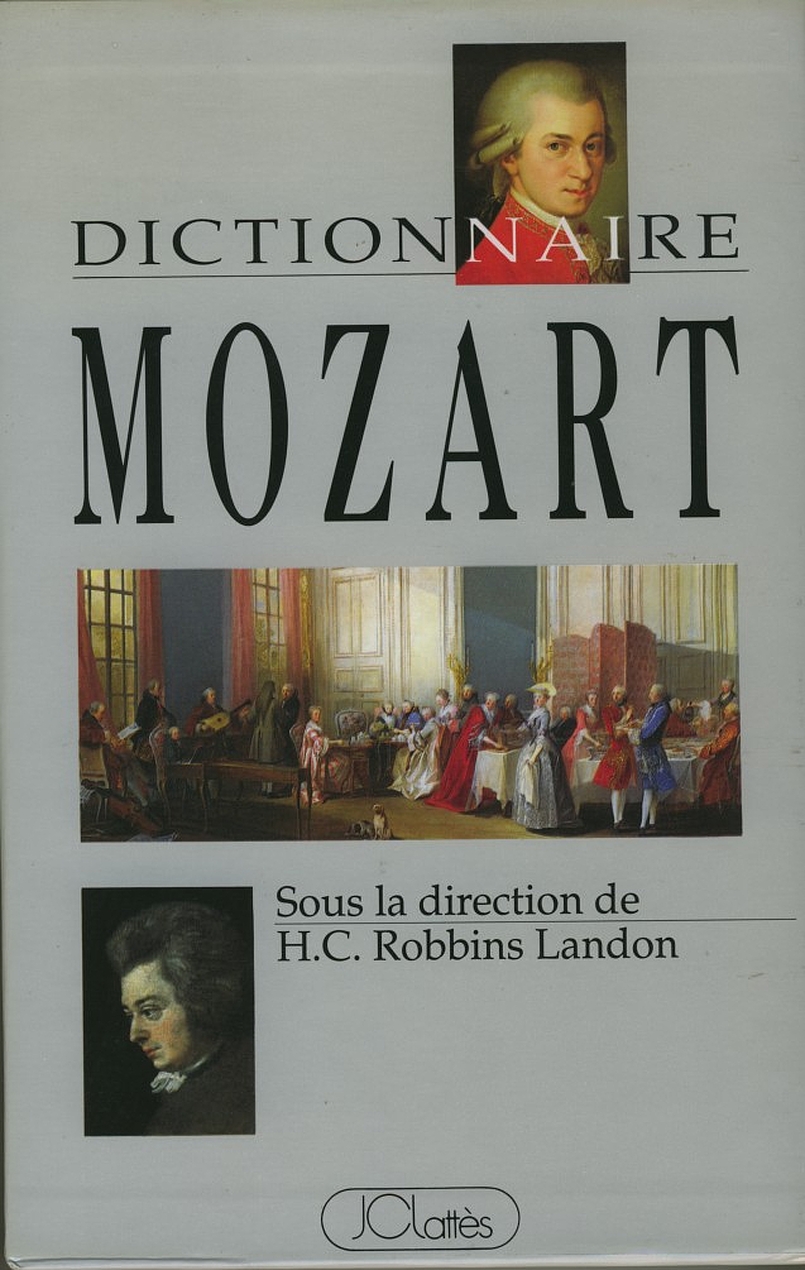 DICTIONNAIRE
MOZART
Sous la direction de
H.C. Robbins Landon
JClattès